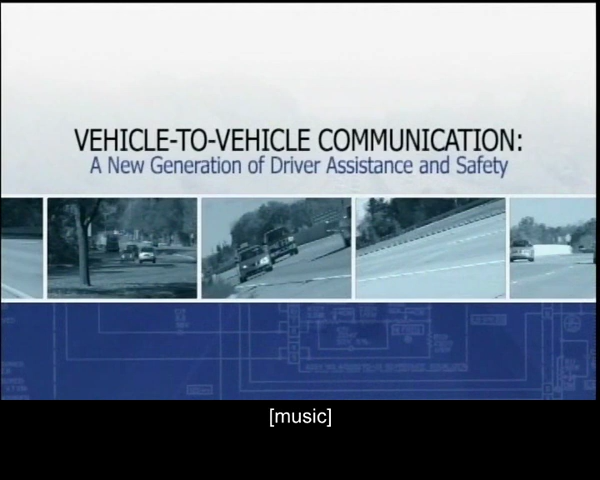 VEHICLE-TO-VEHICLE COMMUNICATION:
A New Generation of Driver Assistance and Safety
[music]